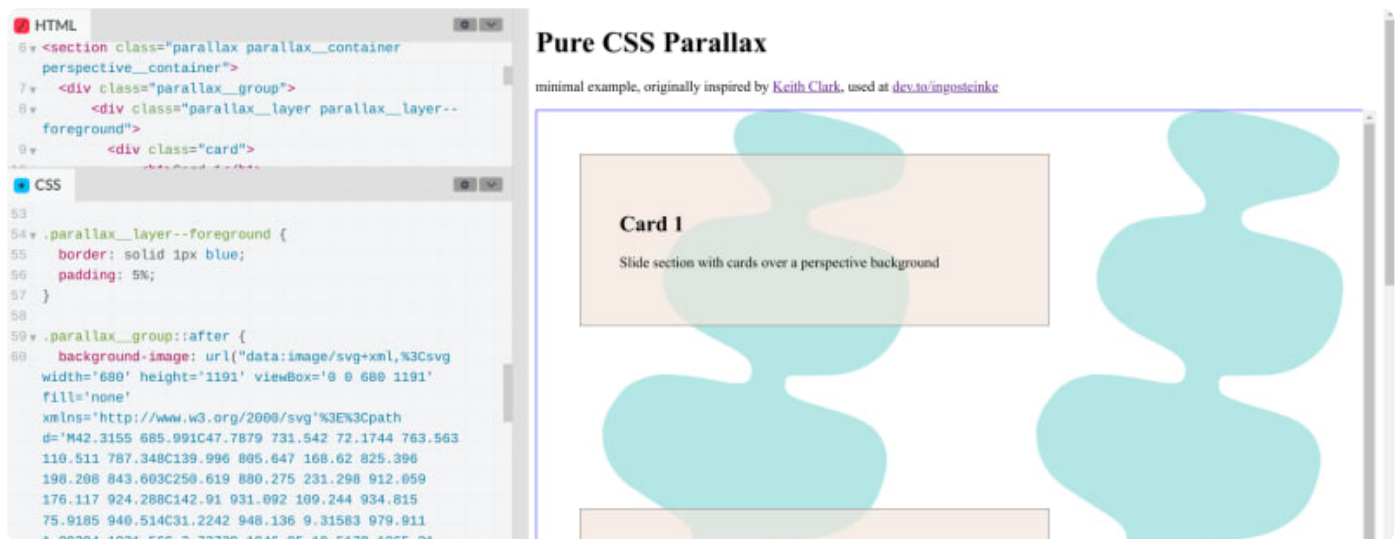 HTML
6 <section class="parallax parallax__container
perspective__container">
7 <div class="parallax__group">
8 <div class="parallax__layer parallax__layer--
foreground">
9 <div class="card">
CSS
53
54 .parallax__layer--foreground {
55 border: solid 1px blue;
56 padding: 5%;
57 }
58
59 .parallax__group::after {
60 background-image: url("data:image/svg+xml,%3Csvg
width='680' height='1191' viewBox='0 0 680 1191'
fill='none'
xmlns='http://www.w3.org/2000/svg'%3E%3Cpath
d='M42.3155 685.991C47.7879 731.542 72.1744 763.563
110.511 787.348C139.996 805.647 168.62 825.396
198.208 843.603C250.619 880.275 231.298 912.059
176.117 924.288C142.91 931.092 109.244 934.815
75.9185 940.514C31.2242 948.136 9.31583 979.911
Pure CSS Parallax
minimal example, originally inspired by Keith Clark, used at dev.to/ingosteinke
Card 1
Slide section with cards over a perspective background